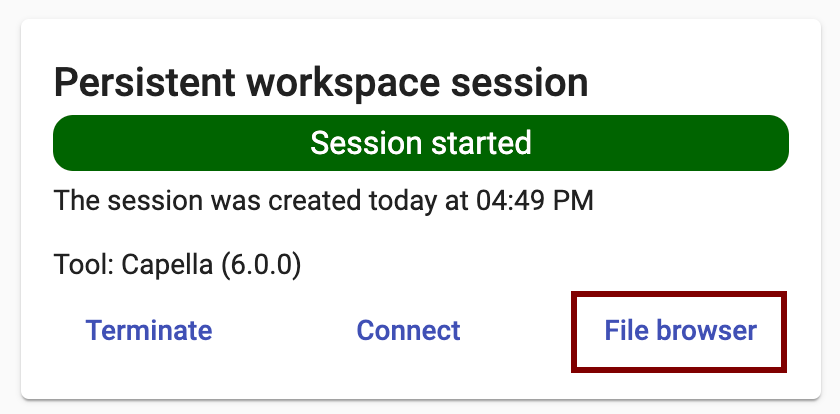 Persistent workspace session
Session started
The session was created today at 04:49 PM
Tool: Capella (6.0.0)
Terminate Connect File browser